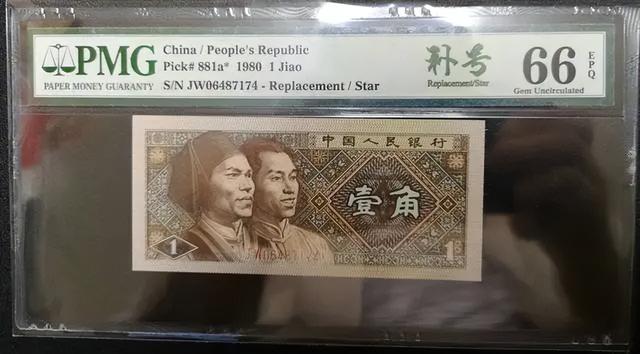 PMG
PAPER MONEY GUARANTY
China / People's Republic
Pick# 881a* 1980 1 Jiao
S/N JW06487174 - Replacement / Star
补号
Replacement/Star
66 EPQ
Gem Uncirculated
中国人民银行
壹角
1
1